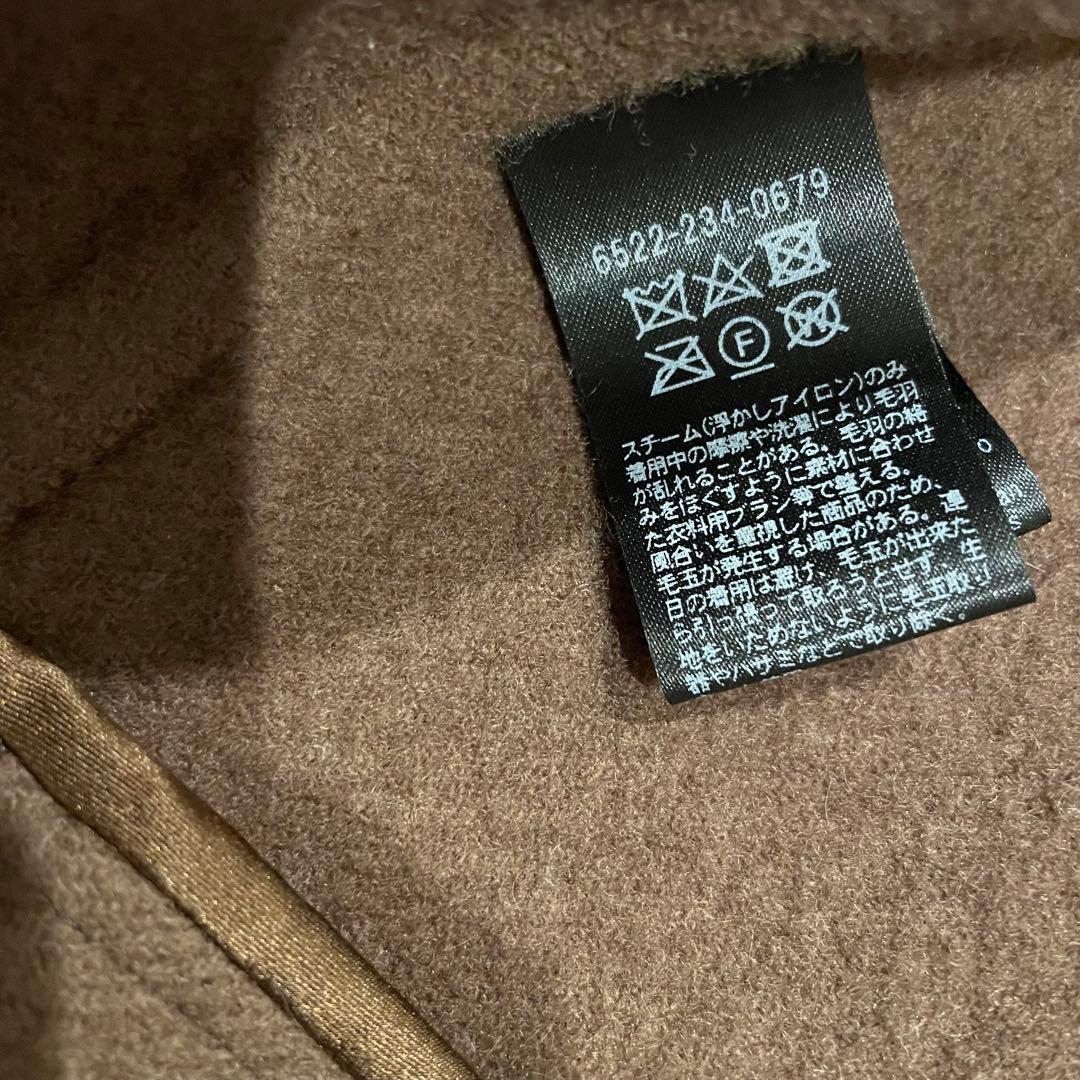 6522-234-0679
F
W
スチーム(浮かしアイロン)のみ
着用中の摩擦や洗濯により毛羽
が乱れることがある。毛羽の絡
みをほぐすように素材に合わせ
た衣料用ブラシ等で整える。
風合いを重視した商品のため、
毛玉が発生する場合がある。連
日の着用は避け、毛玉が出来た
ら引っ張って取ろうとせず、生
地をいためないように毛玉取り
器やハサミなどで取り除く。